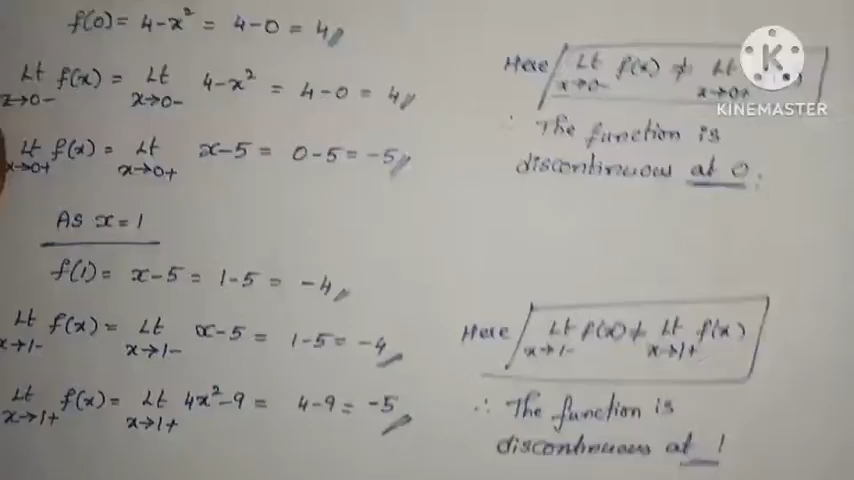 f(0) = 4-x² = 4-0 = 4
Lt f(x) = Lt 4-x² = 4-0 = 4
x→0- x→0-
Lt f(x) = Lt x-5 = 0-5 = -5
x→0+ x→0+
As x=1
f(1) = x-5 = 1-5 = -4
Lt f(x) = Lt x-5 = 1-5 = -4
x→1- x→1-
Lt f(x) = Lt 4x²-9 = 4-9 = -5
x→1+ x→1+
Here Lt f(x) ≠ Lt
x→0- x→0+
∴ The function is
discontinuous at 0.
Here Lt f(x) ≠ Lt f(x)
x→1- x→1+
∴ The function is
discontinuous at 1
K
KINEMASTER